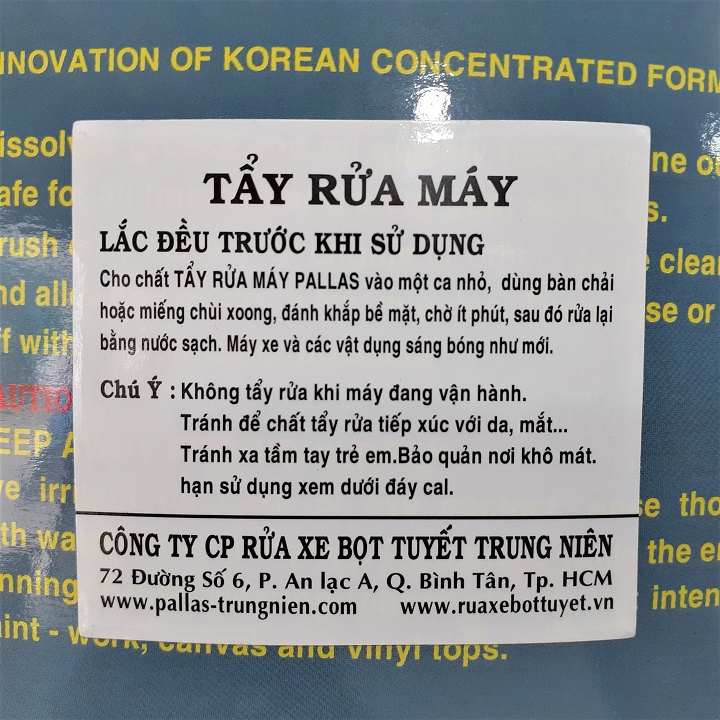 INNOVATION OF KOREAN CONCENTRATED FORM
TẨY RỬA MÁY
LẮC ĐỀU TRƯỚC KHI SỬ DỤNG
Cho chất TẨY RỬA MÁY PALLAS vào một ca nhỏ, dùng bàn chải
hoặc miếng chùi xoong, đánh khắp bề mặt, chờ ít phút, sau đó rửa lại
bằng nước sạch. Máy xe và các vật dụng sáng bóng như mới.
Chú Ý : Không tẩy rửa khi máy đang vận hành.
Tránh để chất tẩy rửa tiếp xúc với da, mắt...
Tránh xa tầm tay trẻ em.Bảo quản nơi khô mát.
hạn sử dụng xem dưới đáy cal.
CÔNG TY CP RỬA XE BỌT TUYẾT TRUNG NIÊN
72 Đường Số 6, P. An lạc A, Q. Bình Tân, Tp. HCM
www.pallas-trungnien.com www.ruaxebottuyet.vn
work, canvas and vinyl tops.